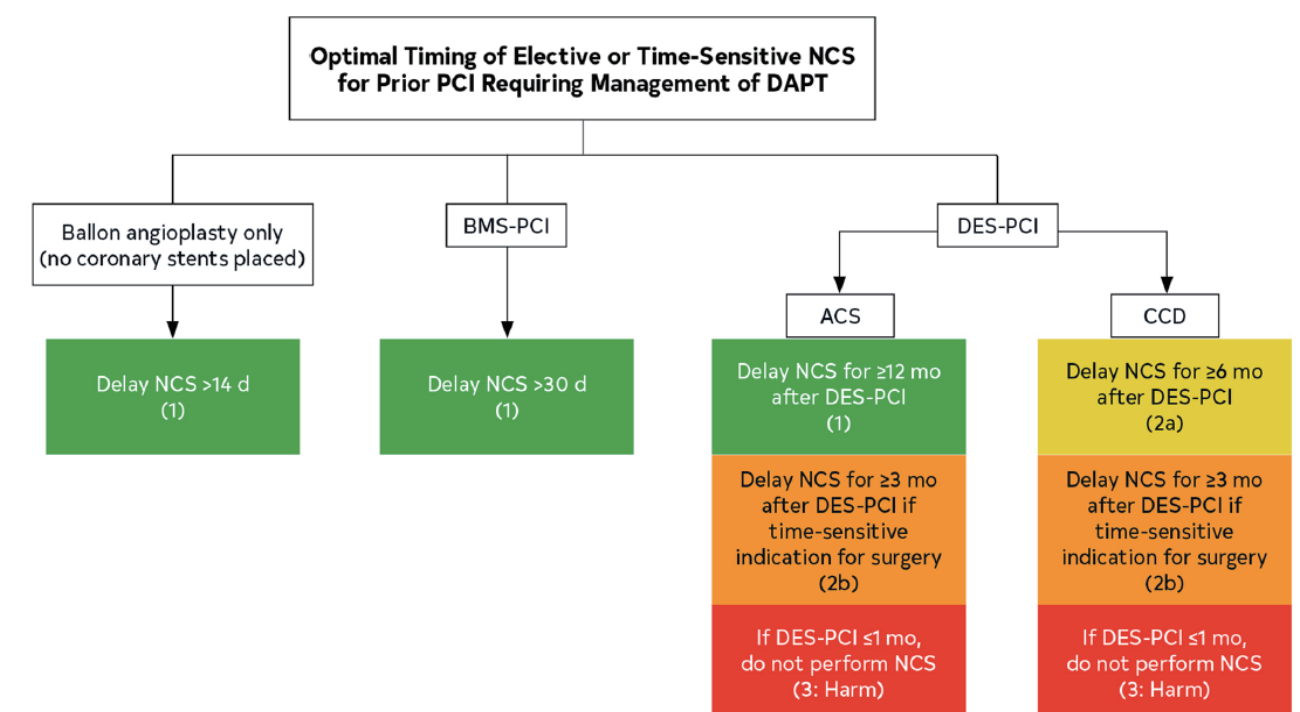 Optimal Timing of Elective or Time-Sensitive NCS
for Prior PCI Requiring Management of DAPT
Ballon angioplasty only
(no coronary stents placed)
BMS-PCI
DES-PCI
ACS
CCD
Delay NCS >14 d
(1)
Delay NCS >30 d
(1)
Delay NCS for ≥12 mo
after DES-PCI
(1)
Delay NCS for ≥6 mo
after DES-PCI
(2a)
Delay NCS for ≥3 mo
after DES-PCI if
time-sensitive
indication for surgery
(2b)
Delay NCS for ≥3 mo
after DES-PCI if
time-sensitive
indication for surgery
(2b)
If DES-PCI ≤1 mo,
do not perform NCS
(3: Harm)
If DES-PCI ≤1 mo,
do not perform NCS
(3: Harm)